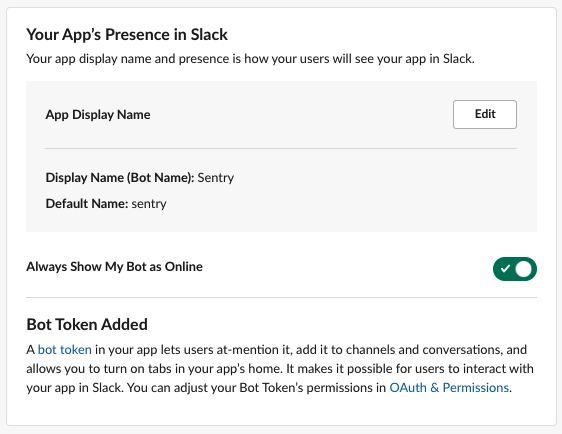 Your App’s Presence in Slack
Your app display name and presence is how your users will see your app in Slack.
App Display Name
Edit
Display Name (Bot Name): Sentry
Default Name: sentry
Always Show My Bot as Online
Bot Token Added
A bot token in your app lets users at-mention it, add it to channels and conversations, and
allows you to turn on tabs in your app’s home. It makes it possible for users to interact with
your app in Slack. You can adjust your Bot Token’s permissions in OAuth & Permissions.